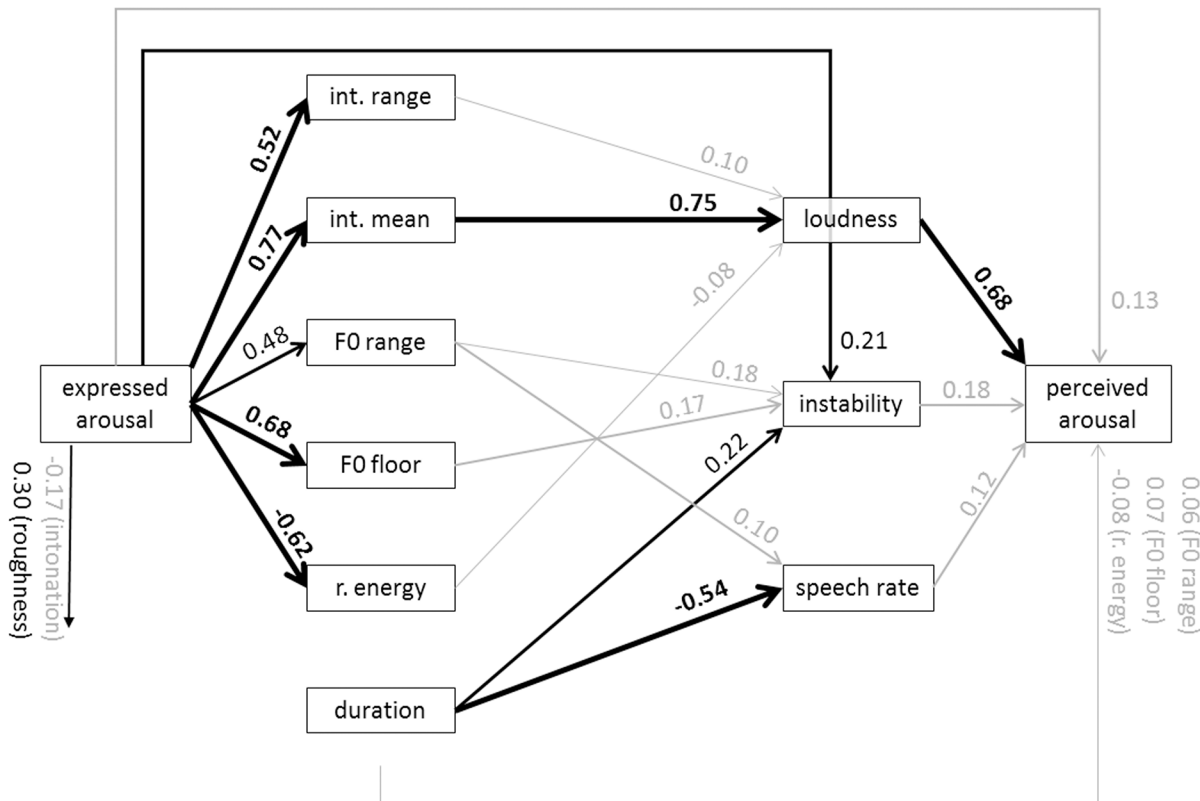 int. range
0.52
0.10
int. mean
0.77
0.75
loudness
-0.08
0.68
0.13
F0 range
0.48
0.21
expressed
arousal
0.18
instability
0.18
perceived
arousal
0.68
0.17
F0 floor
0.22
-0.17 (intonation)
0.30 (roughness)
0.10
0.12
0.06 (F0 range)
0.07 (F0 floor)
-0.08 (r. energy)
-0.62
r. energy
-0.54
speech rate
duration